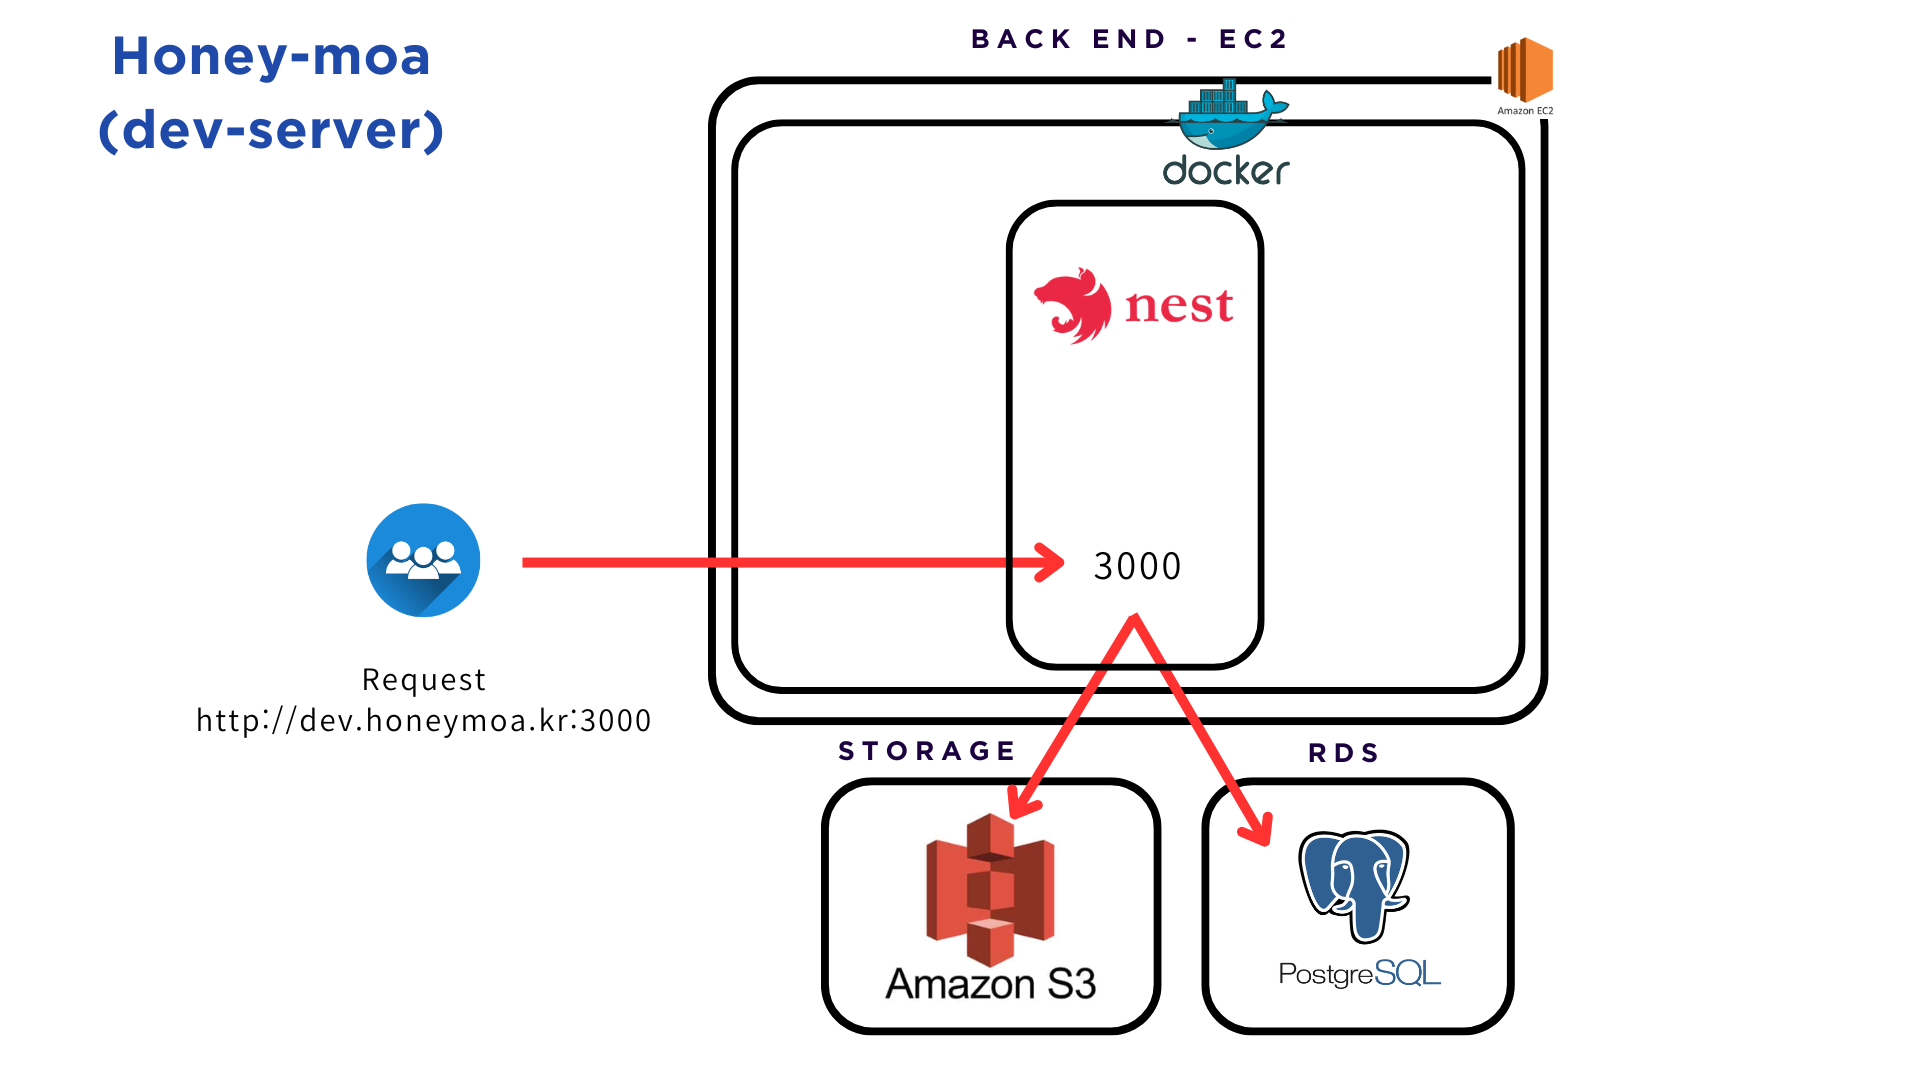 Honey-moa
(dev-server)
BACK END - EC2
Amazon EC2
docker
nest
3000
Request
http://dev.honeymoa.kr:3000
STORAGE
RDS
Amazon S3
PostgreSQL